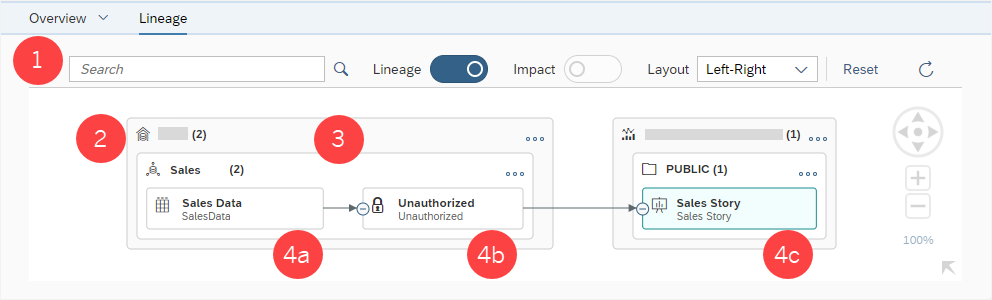 Overview Lineage
1 Search Lineage Impact Layout Left-Right Reset
2 (2) 3 (1)
Sales (2) PUBLIC (1)
Sales Data Unauthorized Sales Story
SalesData Unauthorized Sales Story
4a 4b 4c
100%